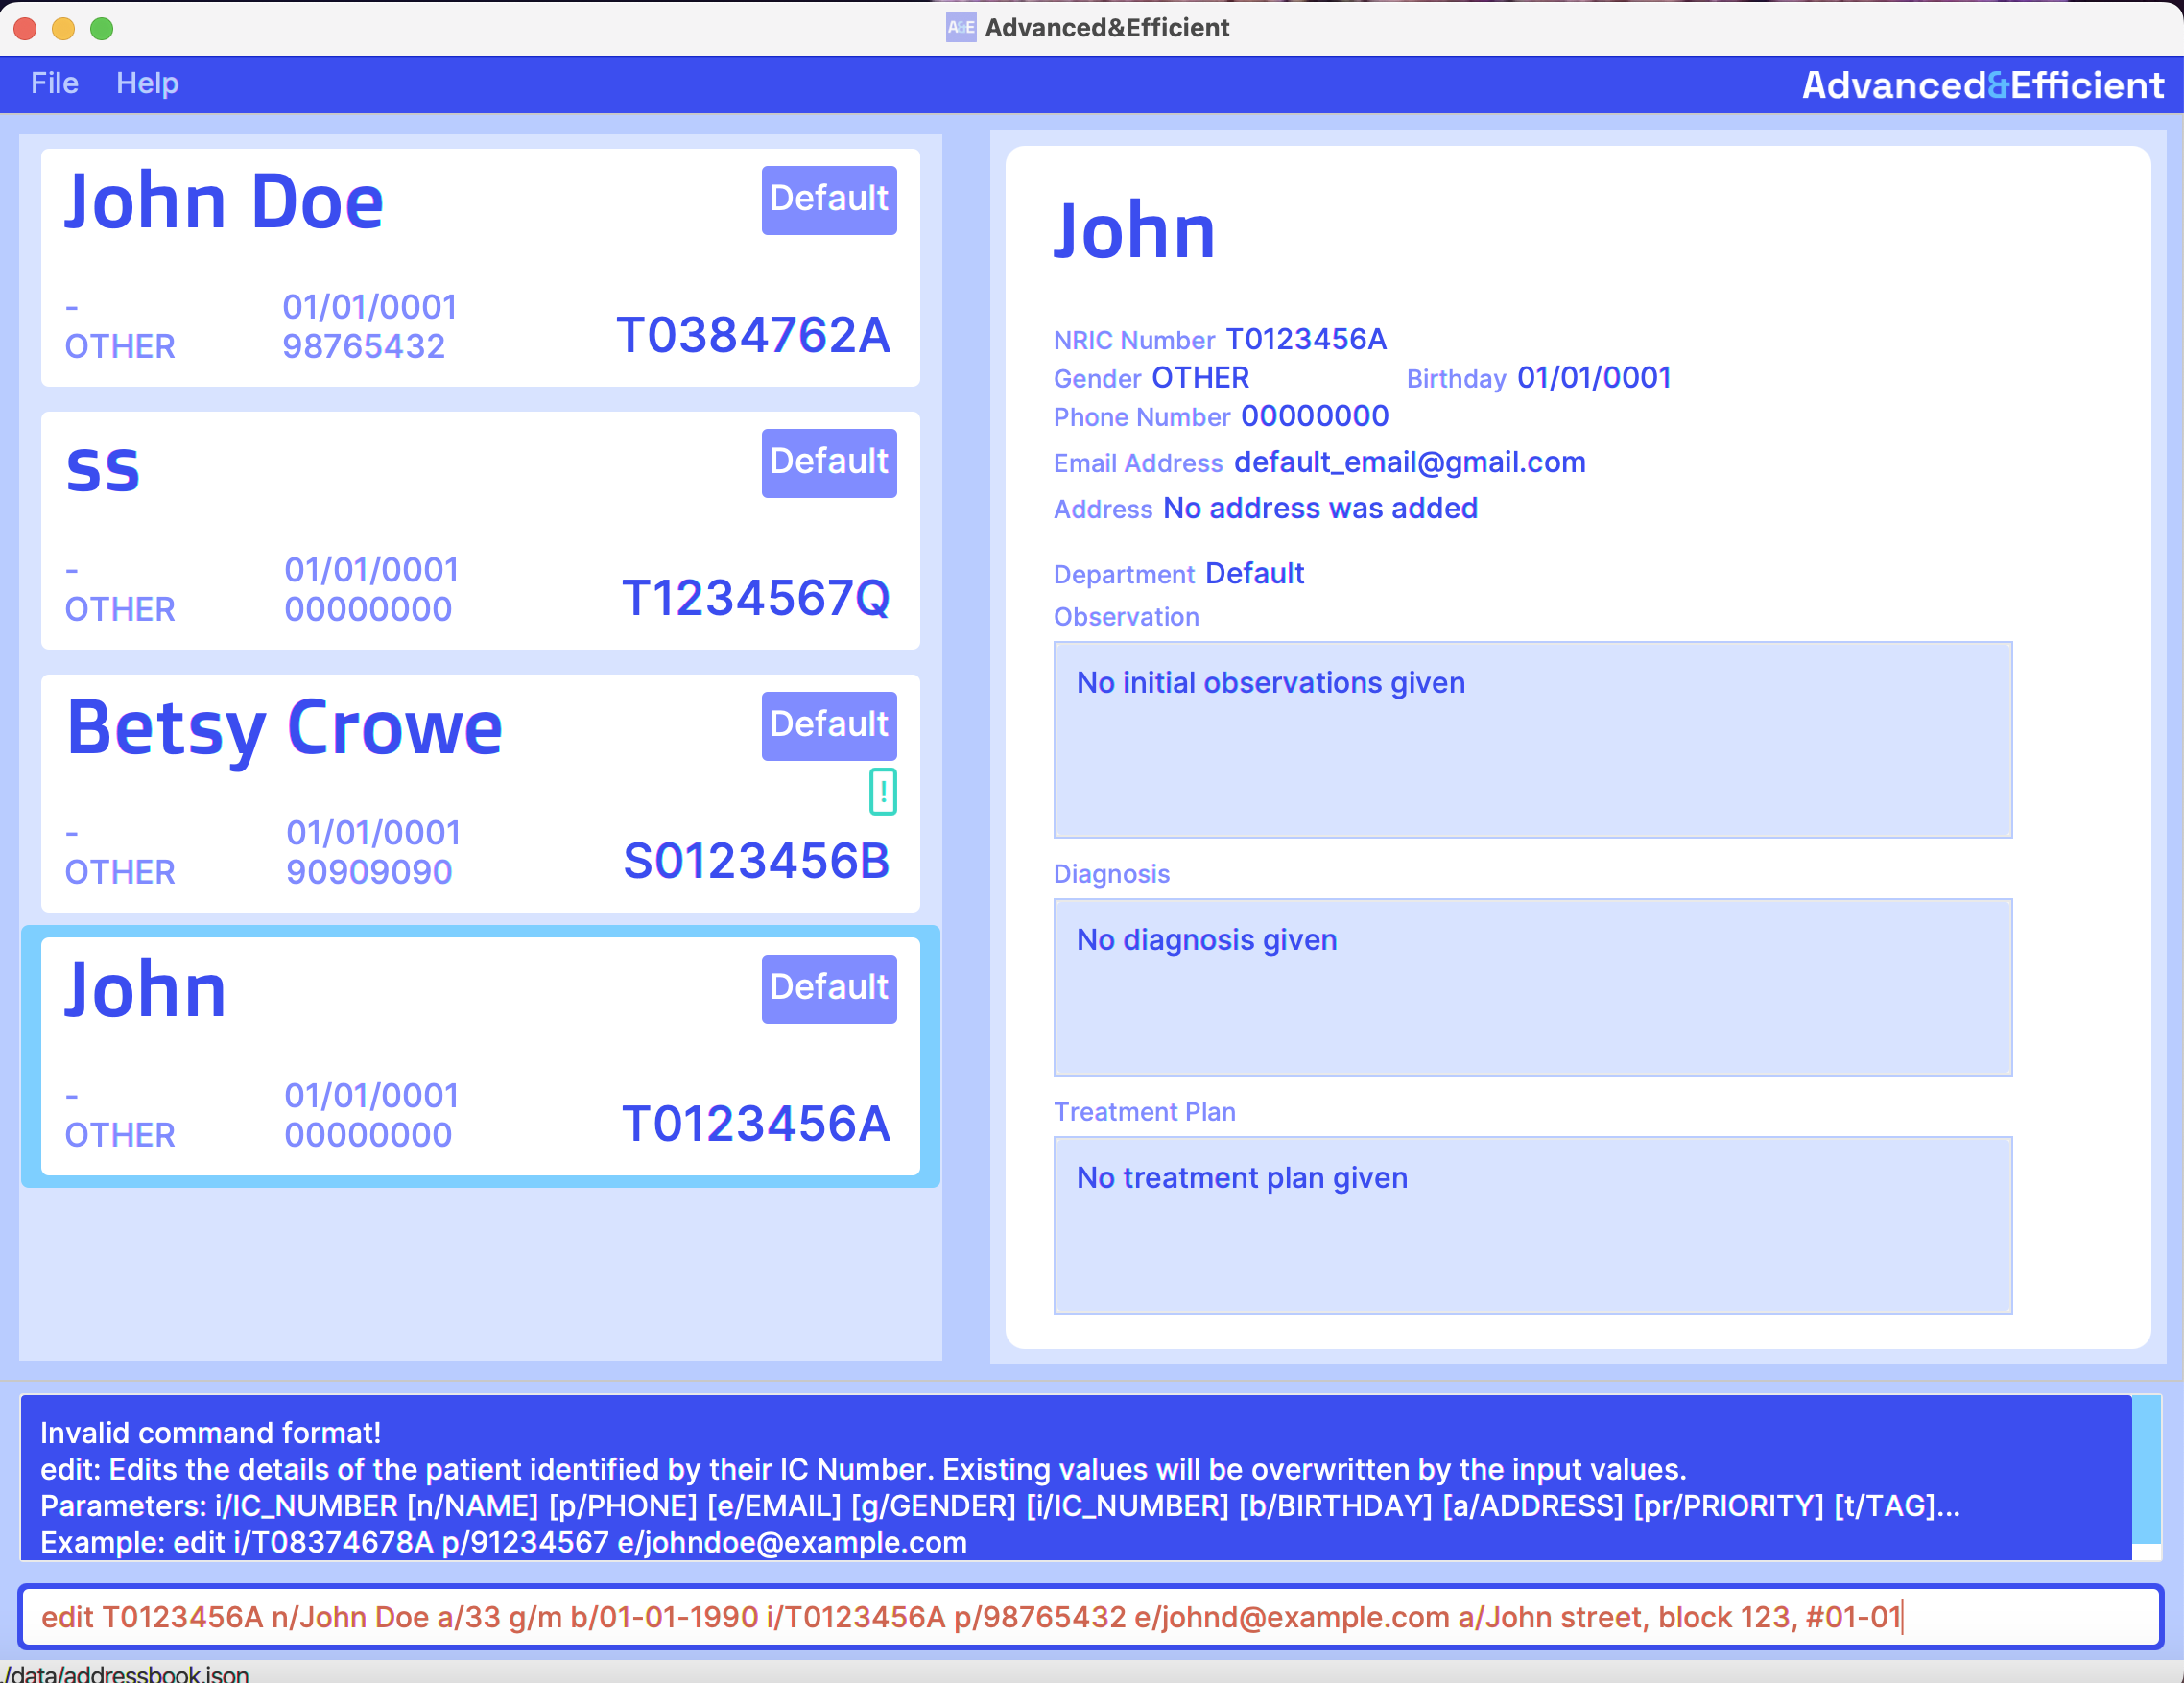 A&E Advanced&Efficient
File Help Advanced&Efficient
John Doe Default
- 01/01/0001
OTHER 98765432 T0384762A
ss Default
- 01/01/0001
OTHER 00000000 T1234567Q
Betsy Crowe Default
!
- 01/01/0001
OTHER 90909090 S0123456B
John Default
- 01/01/0001
OTHER 00000000 T0123456A
John
NRIC Number T0123456A
Gender OTHER Birthday 01/01/0001
Phone Number 00000000
Email Address default_email@gmail.com
Address No address was added
Department Default
Observation
No initial observations given
Diagnosis
No diagnosis given
Treatment Plan
No treatment plan given
Invalid command format!
edit: Edits the details of the patient identified by their IC Number. Existing values will be overwritten by the input values.
Parameters: i/IC_NUMBER [n/NAME] [p/PHONE] [e/EMAIL] [g/GENDER] [i/IC_NUMBER] [b/BIRTHDAY] [a/ADDRESS] [pr/PRIORITY] [t/TAG]...
Example: edit i/T08374678A p/91234567 e/johndoe@example.com
edit T0123456A n/John Doe a/33 g/m b/01-01-1990 i/T0123456A p/98765432 e/johnd@example.com a/John street, block 123, #01-01
./data/addressbook.json